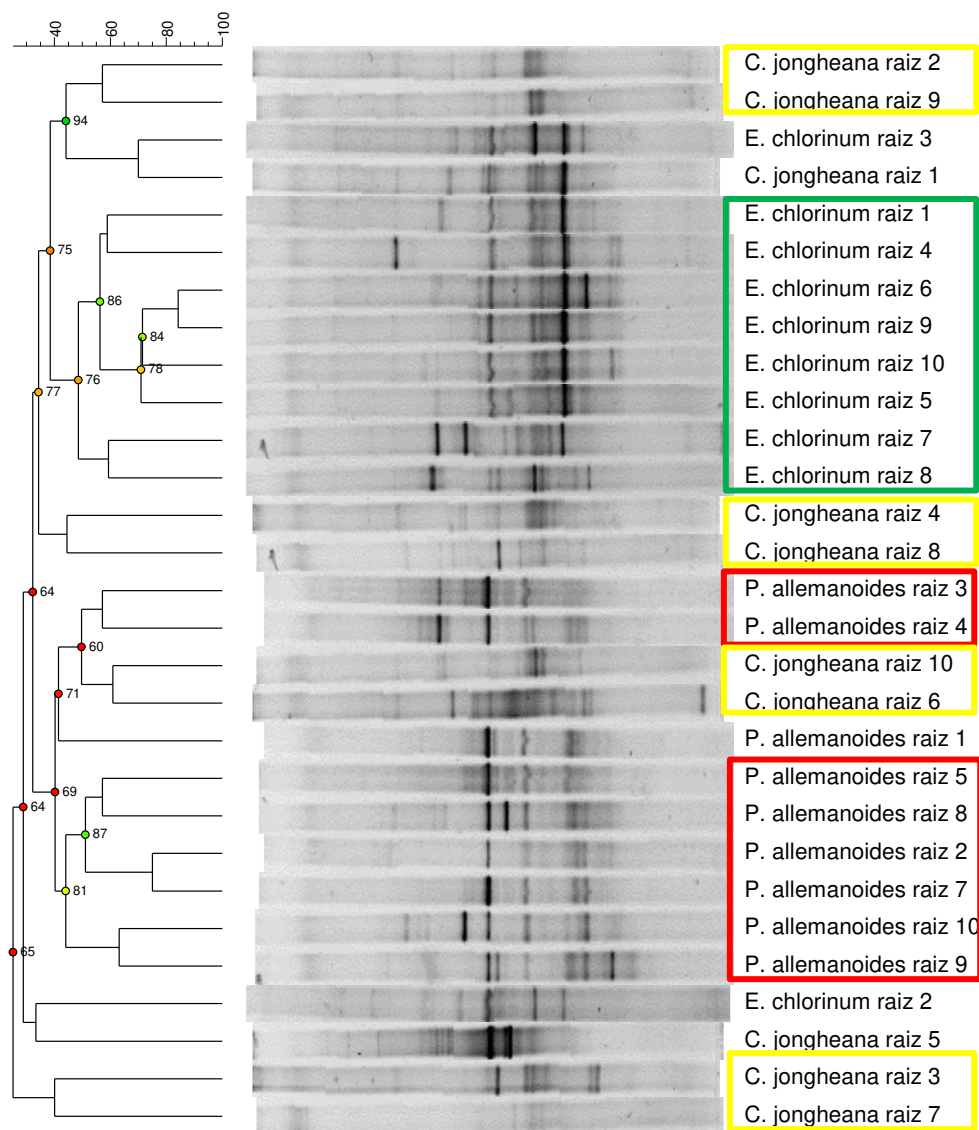 40 60 80 100
C. jongheana raiz 2
C. jongheana raiz 9
94
E. chlorinum raiz 3
C. jongheana raiz 1
E. chlorinum raiz 1
75
E. chlorinum raiz 4
86
E. chlorinum raiz 6
84
E. chlorinum raiz 9
78
E. chlorinum raiz 10
76
77
E. chlorinum raiz 5
E. chlorinum raiz 7
E. chlorinum raiz 8
C. jongheana raiz 4
C. jongheana raiz 8
64
P. allemanoides raiz 3
P. allemanoides raiz 4
60
C. jongheana raiz 10
71
C. jongheana raiz 6
P. allemanoides raiz 1
P. allemanoides raiz 5
69
64
P. allemanoides raiz 8
87
P. allemanoides raiz 2
81
P. allemanoides raiz 7
P. allemanoides raiz 10
65
P. allemanoides raiz 9
E. chlorinum raiz 2
C. jongheana raiz 5
C. jongheana raiz 3
C. jongheana raiz 7